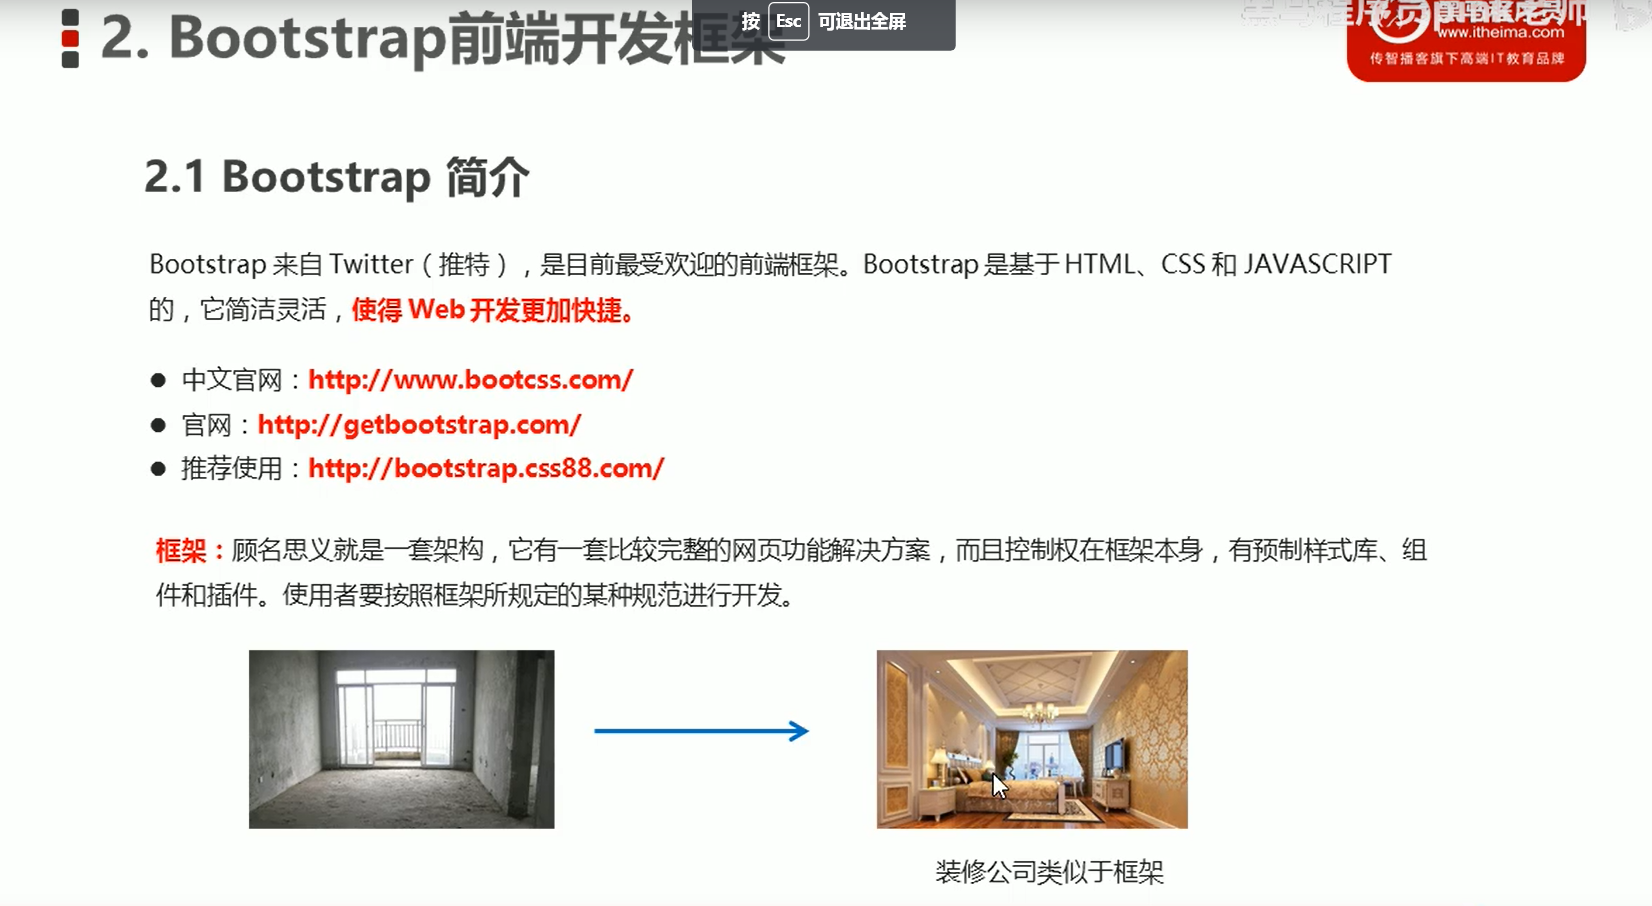 按 Esc 可退出全屏
2. Bootstrap前端开发框架
www.itheima.com
传智播客旗下高端IT教育品牌
2.1 Bootstrap 简介
Bootstrap 来自 Twitter（推特），是目前最受欢迎的前端框架。Bootstrap 是基于 HTML、CSS 和 JAVASCRIPT
的，它简洁灵活，使得 Web 开发更加快捷。
● 中文官网：http://www.bootcss.com/
● 官网：http://getbootstrap.com/
● 推荐使用：http://bootstrap.css88.com/
框架：顾名思义就是一套架构，它有一套比较完整的网页功能解决方案，而且控制权在框架本身，有预制样式库、组
件和插件。使用者要按照框架所规定的某种规范进行开发。
装修公司类似于框架